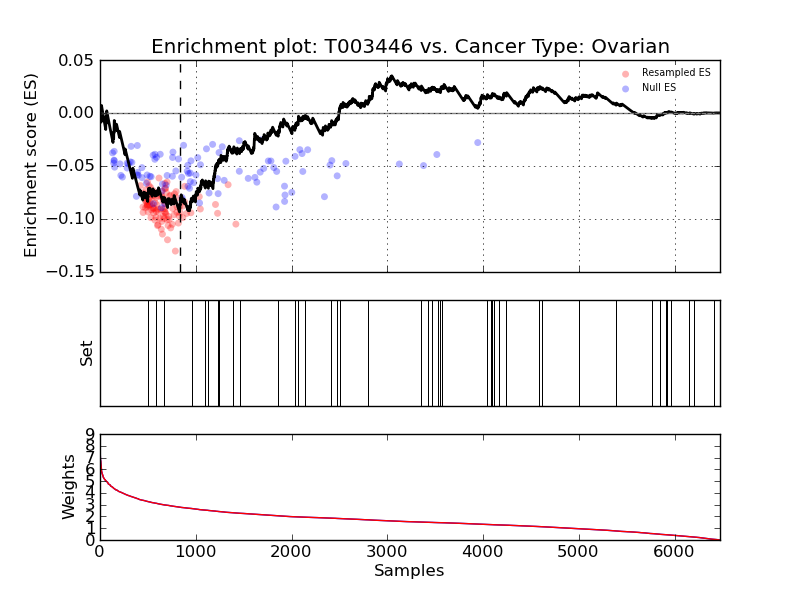 Enrichment plot: T003446 vs. Cancer Type: Ovarian
Enrichment score (ES)
0.05
0.00
−0.05
−0.10
−0.15
Resampled ES
Null ES
Set
Weights
9
8
7
6
5
4
3
2
1
0
0 1000 2000 3000 4000 5000 6000
Samples